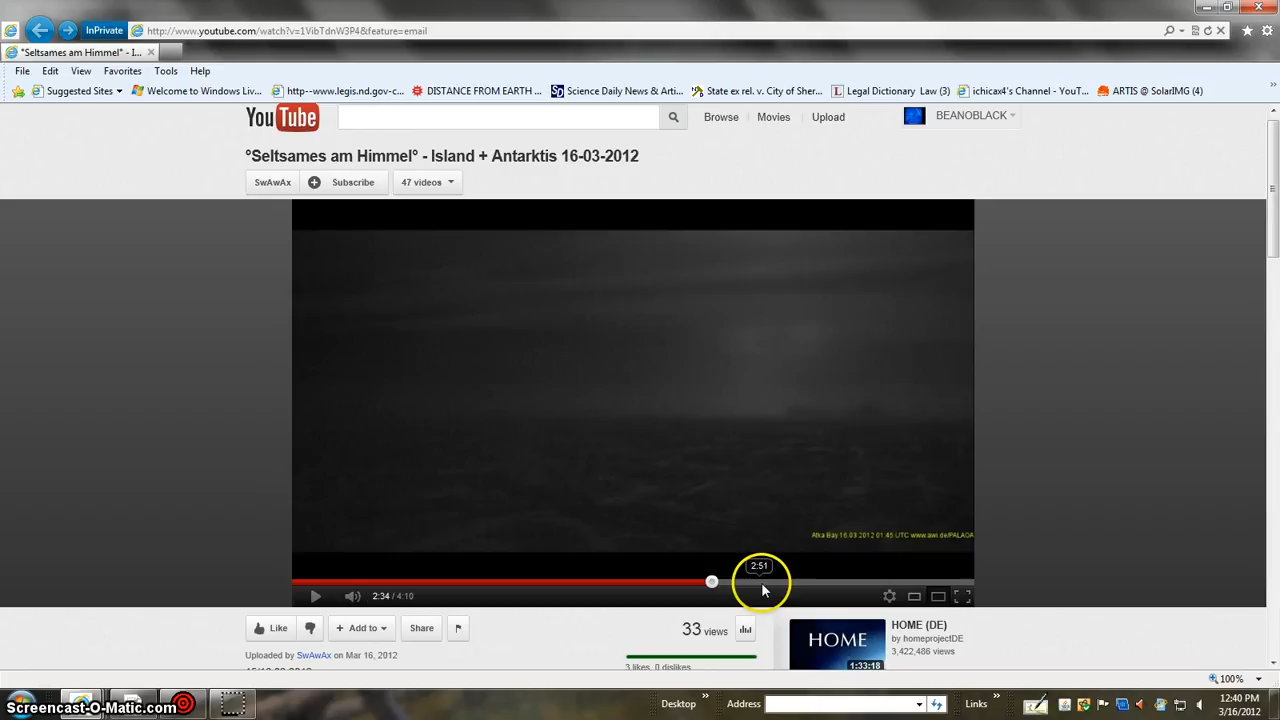 InPrivate http://www.youtube.com/watch?v=1VibTdnW3P4&feature=email
"Seltsames am Himmel" - I...
File Edit View Favorites Tools Help
Suggested Sites Welcome to Windows Liv... http--www.legis.nd.gov-c... DISTANCE FROM EARTH Science Daily News & Arti... State ex rel. v. City of Sher... Legal Dictionary Law (3) ichicax4's Channel - YouT... ARTIS @ SolarIMG (4)
YouTube Browse Movies Upload BEANOBLACK
°Seltsames am Himmel° - Island + Antarktis 16-03-2012
SwAwAx Subscribe 47 videos
Atka Bay 16.03.2012 01:45 UTC www.awi.de/PALAOA
2:51
2:34 / 4:10
Like + Add to Share 33 views
HOME
1:33:18
HOME (DE)
by homeprojectDE
3,422,486 views
Uploaded by SwAwAx on Mar 16, 2012
3 likes, 0 dislikes
100%
Screencast-O-Matic.com Desktop Address Links 12:40 PM
3/16/2012